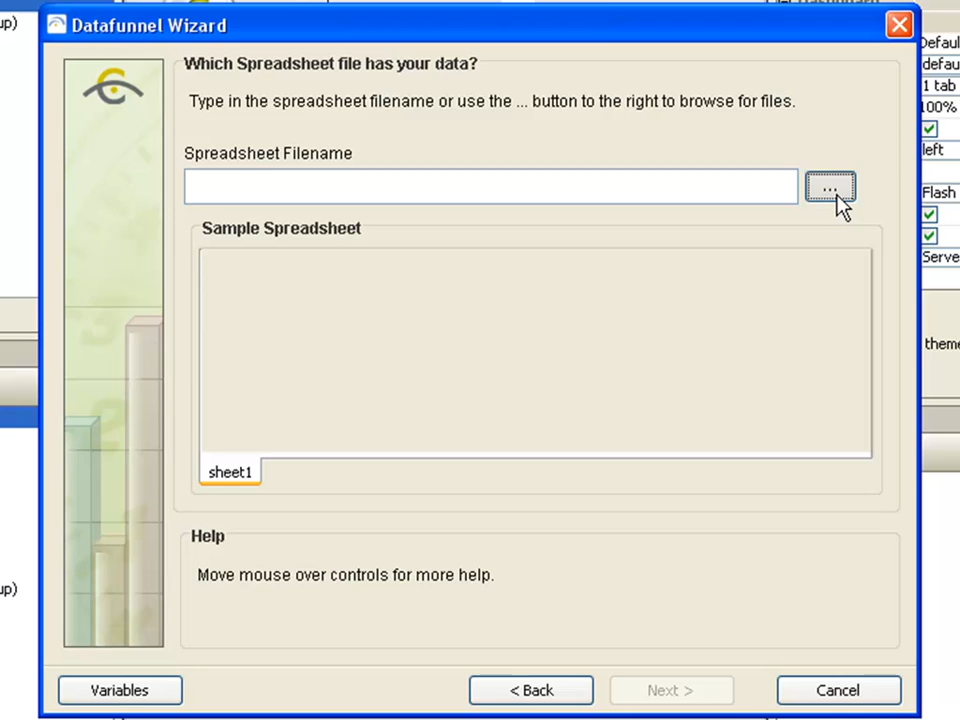 Datafunnel Wizard
Which Spreadsheet file has your data?
Type in the spreadsheet filename or use the ... button to the right to browse for files.
Spreadsheet Filename
...
Sample Spreadsheet
sheet1
Help
Move mouse over controls for more help.
Variables
< Back
Next >
Cancel
up)
up)
Defaul
defau
1 tab
100%
left
Flash
Serve
theme